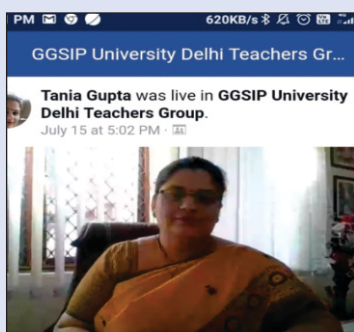 PM
620KB/s
GGSIP University Delhi Teachers Gr...
Tania Gupta was live in GGSIP University
Delhi Teachers Group.
July 15 at 5:02 PM ·